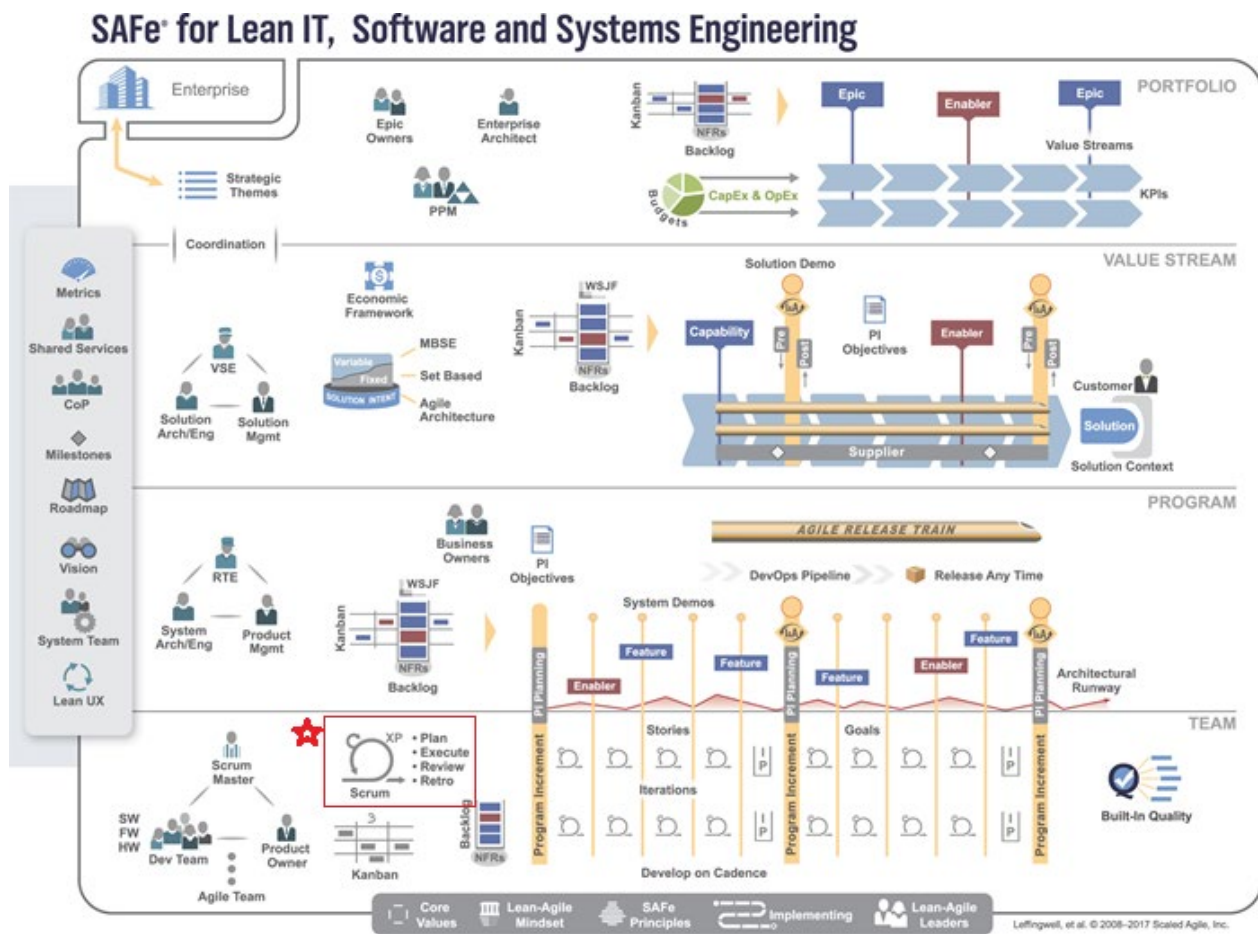 SAFe® for Lean IT, Software and Systems Engineering
Enterprise
PORTFOLIO
Epic
Owners
Enterprise
Architect
Kanban
NFRs
Backlog
Epic
Enabler
Epic
Value Streams
Strategic
Themes
PPM
Budgets
CapEx & OpEx
KPIs
Coordination
VALUE STREAM
Metrics
Shared Services
CoP
Milestones
Roadmap
Vision
System Team
Lean UX
Economic
Framework
VSE
Solution
Arch/Eng
Solution
Mgmt
Variable
Fixed
SOLUTION INTENT
MBSE
Set Based
Agile
Architecture
WSJF
Kanban
NFRs
Backlog
Solution Demo
Capability
Pre
Post
I&A
PI
Objectives
Enabler
I&A
Pre
Post
Customer
Solution
Solution Context
Supplier
PROGRAM
Business
Owners
PI
Objectives
AGILE RELEASE TRAIN
DevOps Pipeline
Release Any Time
RTE
System
Arch/Eng
Product
Mgmt
WSJF
Kanban
NFRs
Backlog
System Demos
Enabler
Feature
Feature
I&A
Feature
Enabler
Feature
I&A
PI Planning
PI Planning
PI Planning
Architectural
Runway
TEAM
Scrum
Master
SW
FW
HW
Dev Team
Product
Owner
Agile Team
XP
Scrum
• Plan
• Execute
• Review
• Retro
3
Kanban
Backlog
NFRs
Program Increment
Stories
Goals
Iterations
I
P
I
P
Program Increment
I
P
I
P
Program Increment
Develop on Cadence
Built-In Quality
Core
Values
Lean-Agile
Mindset
SAFe
Principles
Implementing
Lean-Agile
Leaders
Leffingwell, et al. © 2008–2017 Scaled Agile, Inc.